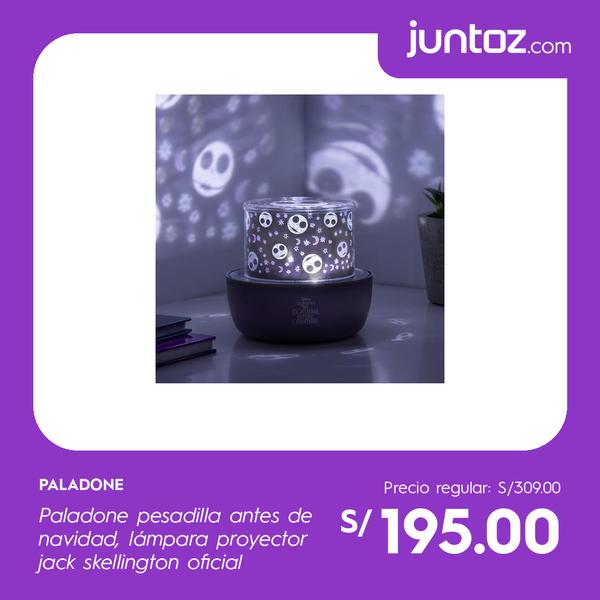 juntoz.com
PALADONE
Paladone pesadilla antes de
navidad, lámpara proyector
jack skellington oficial
Precio regular: S/309.00
S/195.00